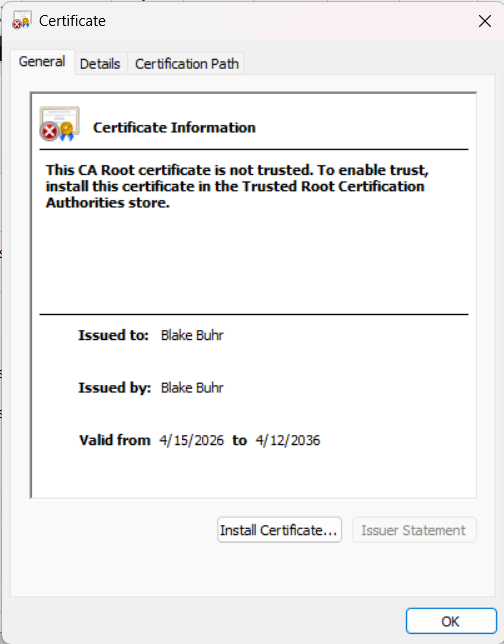 Certificate
General
Details
Certification Path
Certificate Information
This CA Root certificate is not trusted. To enable trust,
install this certificate in the Trusted Root Certification
Authorities store.
Issued to: Blake Buhr
Issued by: Blake Buhr
Valid from 4/15/2026 to 4/12/2036
Install Certificate...
Issuer Statement
OK